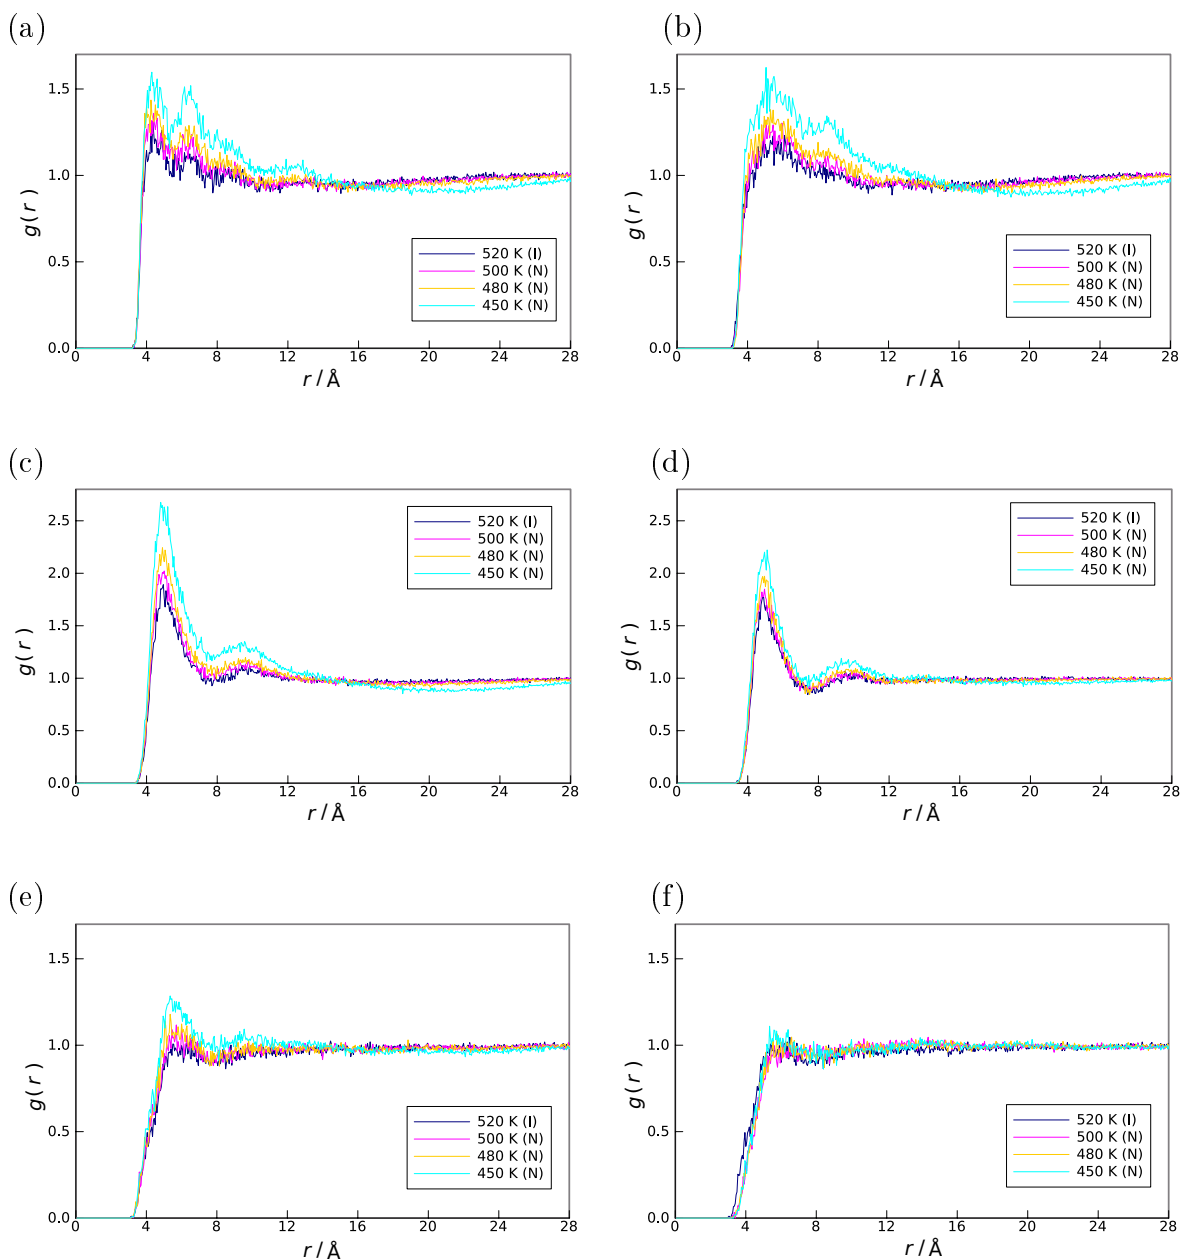 (a)
1.5
1.0
0.5
0.0
g(r)
520 K (I)
500 K (N)
480 K (N)
450 K (N)
0 4 8 12 16 20 24 28
r/Å
(b)
1.5
1.0
0.5
0.0
g(r)
520 K (I)
500 K (N)
480 K (N)
450 K (N)
0 4 8 12 16 20 24 28
r/Å
(c)
2.5
2.0
1.5
1.0
0.5
0.0
g(r)
520 K (I)
500 K (N)
480 K (N)
450 K (N)
0 4 8 12 16 20 24 28
r/Å
(d)
2.5
2.0
1.5
1.0
0.5
0.0
g(r)
520 K (I)
500 K (N)
480 K (N)
450 K (N)
0 4 8 12 16 20 24 28
r/Å
(e)
1.5
1.0
0.5
0.0
g(r)
520 K (I)
500 K (N)
480 K (N)
450 K (N)
0 4 8 12 16 20 24 28
r/Å
(f)
1.5
1.0
0.5
0.0
g(r)
520 K (I)
500 K (N)
480 K (N)
450 K (N)
0 4 8 12 16 20 24 28
r/Å